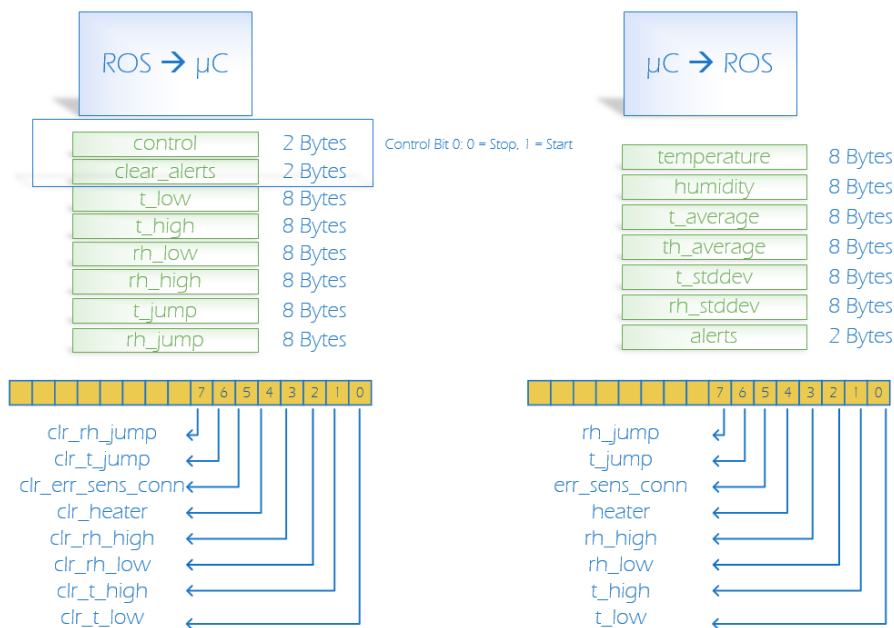 ROS → µC
control 2 Bytes Control Bit 0: 0 = Stop, 1 = Start
clear_alerts 2 Bytes
t_low 8 Bytes
t_high 8 Bytes
rh_low 8 Bytes
rh_high 8 Bytes
t_jump 8 Bytes
rh_jump 8 Bytes
7 6 5 4 3 2 1 0
clr_rh_jump
clr_t_jump
clr_err_sens_conn
clr_heater
clr_rh_high
clr_rh_low
clr_t_high
clr_t_low
µC → ROS
temperature 8 Bytes
humidity 8 Bytes
t_average 8 Bytes
th_average 8 Bytes
t_stddev 8 Bytes
rh_stddev 8 Bytes
alerts 2 Bytes
7 6 5 4 3 2 1 0
rh_jump
t_jump
err_sens_conn
heater
rh_high
rh_low
t_high
t_low